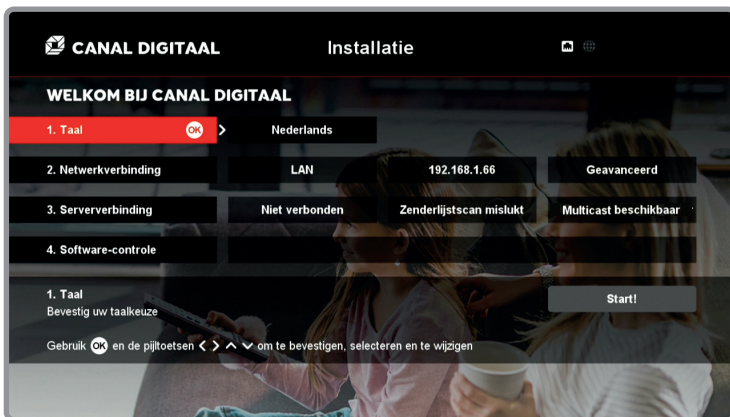 CANAL DIGITAAL Installatie
WELKOM BIJ CANAL DIGITAAL
1. Taal OK > Nederlands
2. Netwerkverbinding LAN 192.168.1.66 Geavanceerd
3. Serververbinding Niet verbonden Zenderlijstscan mislukt Multicast beschikbaar
4. Software-controle
1. Taal Start!
Bevestig uw taalkeuze
Gebruik OK en de pijltoetsen < > ^ v om te bevestigen, selecteren en te wijzigen